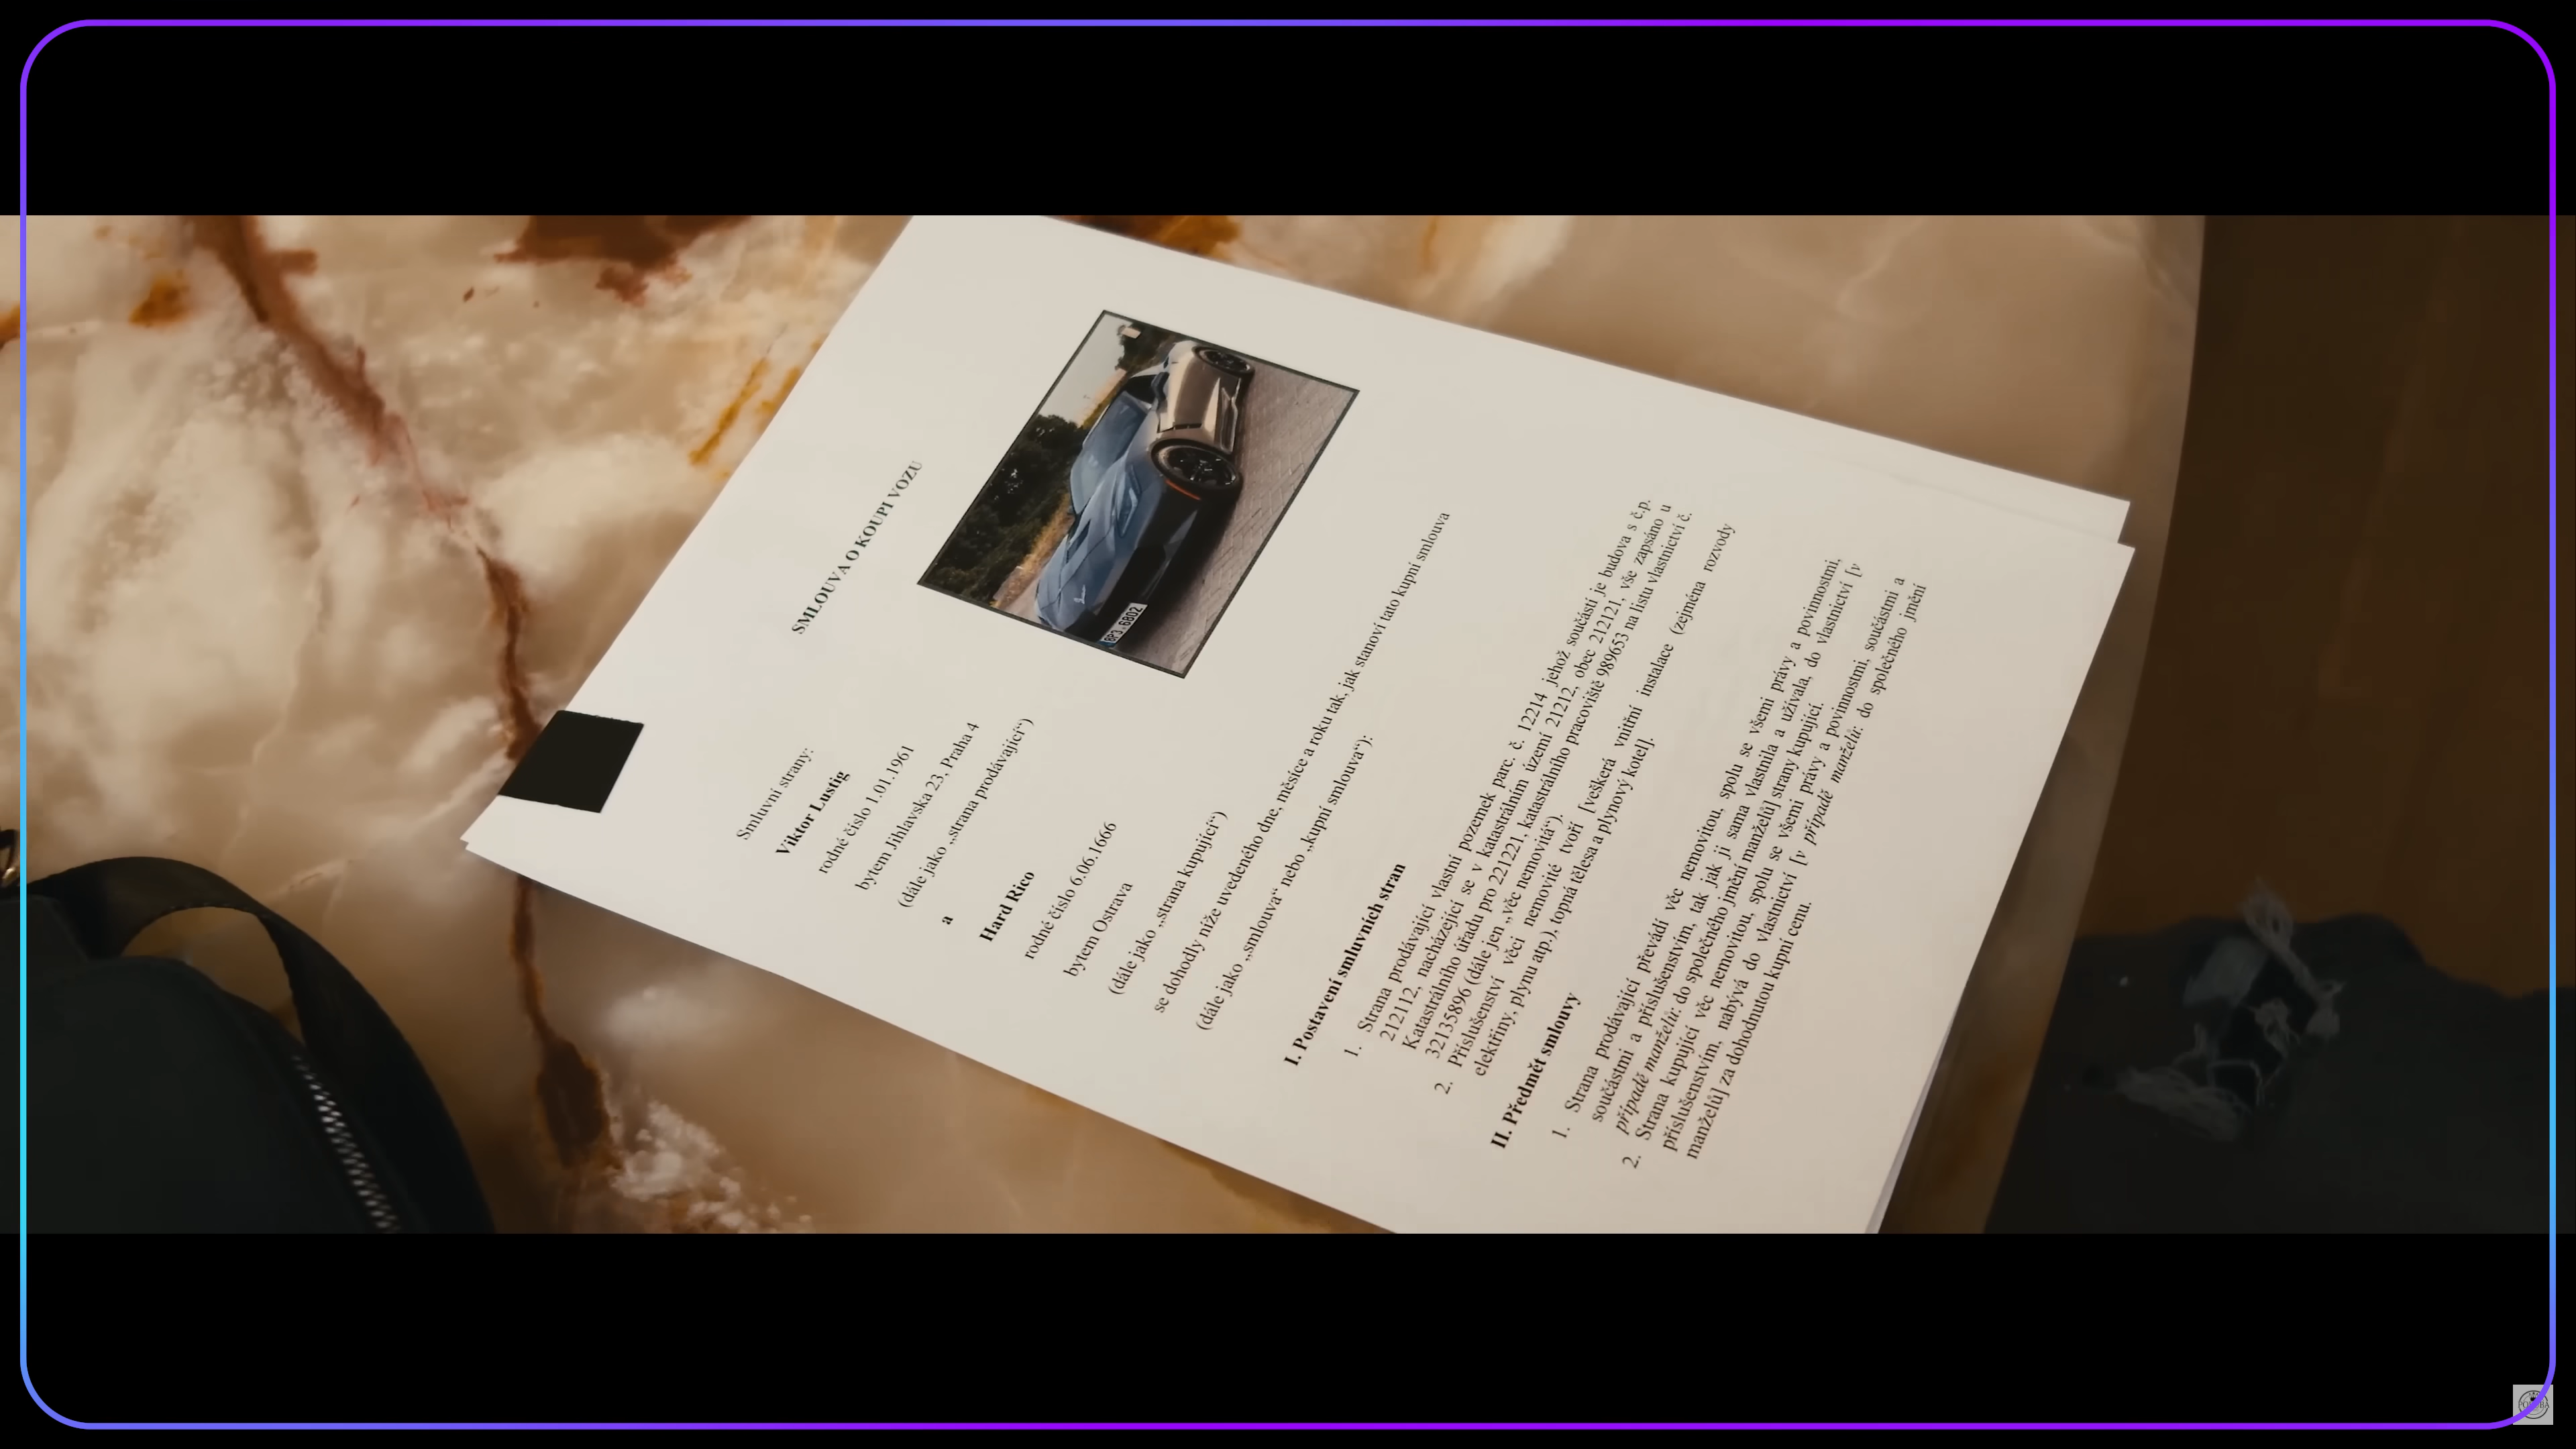 SMLOUVA O KOUPI VOZU
8P3·6802
Smluvní strany:
Viktor Lustig
rodné číslo 1.01.1961
bytem Jihlavska 23, Praha 4
(dále jako „strana prodávající“)
a
Hard Rico
rodné číslo 6.06.1666
bytem Ostrava
(dále jako „strana kupující“)
se dohodly níže uvedeného dne, měsíce a roku tak, jak stanoví tato kupní smlouva
(dále jako „smlouva“ nebo „kupní smlouva“):
I. Postavení smluvních stran
1. Strana prodávající vlastní pozemek parc. č. 12214 jehož součástí je budova s č.p.
212112, nacházející se v katastrálním území 21212, obec 212121, vše zapsáno u
Katastrálního úřadu pro 221221, katastrálního pracoviště 989653 na listu vlastnictví č.
32135896 (dále jen „věc nemovitá“).
2. Příslušenství věci nemovité tvoří [veškerá vnitřní instalace (zejména rozvody
elektřiny, plynu atp.), topná tělesa a plynový kotel].
II. Předmět smlouvy
1. Strana prodávající převádí věc nemovitou, spolu se všemi právy a povinnostmi,
součástmi a příslušenstvím, tak jak ji sama vlastnila a užívala, do vlastnictví [v
případě manželů: do společného jmění manželů] strany kupující.
2. Strana kupující věc nemovitou, spolu se všemi právy a povinnostmi, součástmi a
příslušenstvím, nabývá do vlastnictví [v případě manželů: do společného jmění
manželů] za dohodnutou kupní cenu.